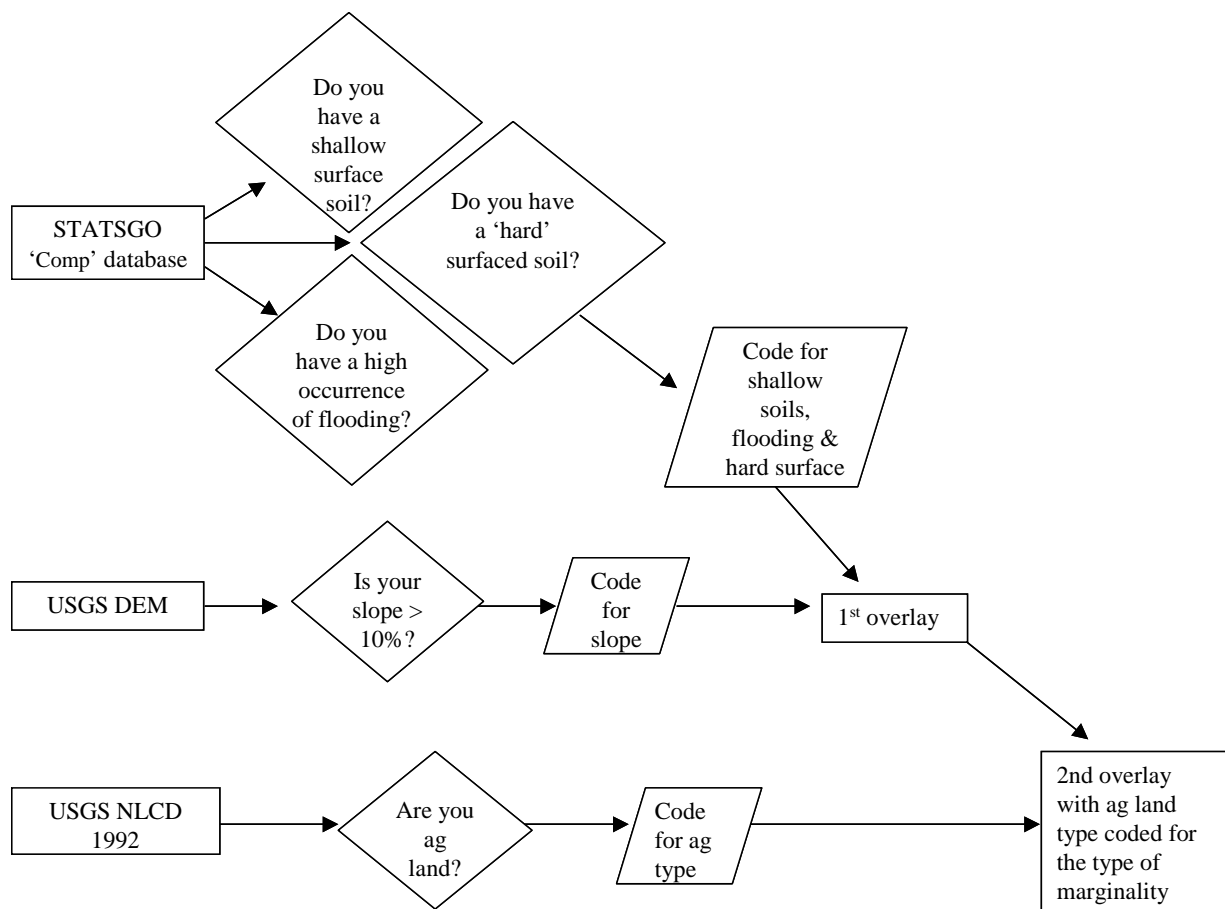 Do you
have a
shallow
surface
soil?
STATSGO
‘Comp’ database
Do you have
a ‘hard’
surfaced soil?
Do you
have a high
occurrence
of flooding?
Code for
shallow
soils,
flooding &
hard surface
USGS DEM
Is your
slope >
10%?
Code
for
slope
1st overlay
USGS NLCD
1992
Are you
ag
land?
Code
for ag
type
2nd overlay
with ag land
type coded for
the type of
marginality